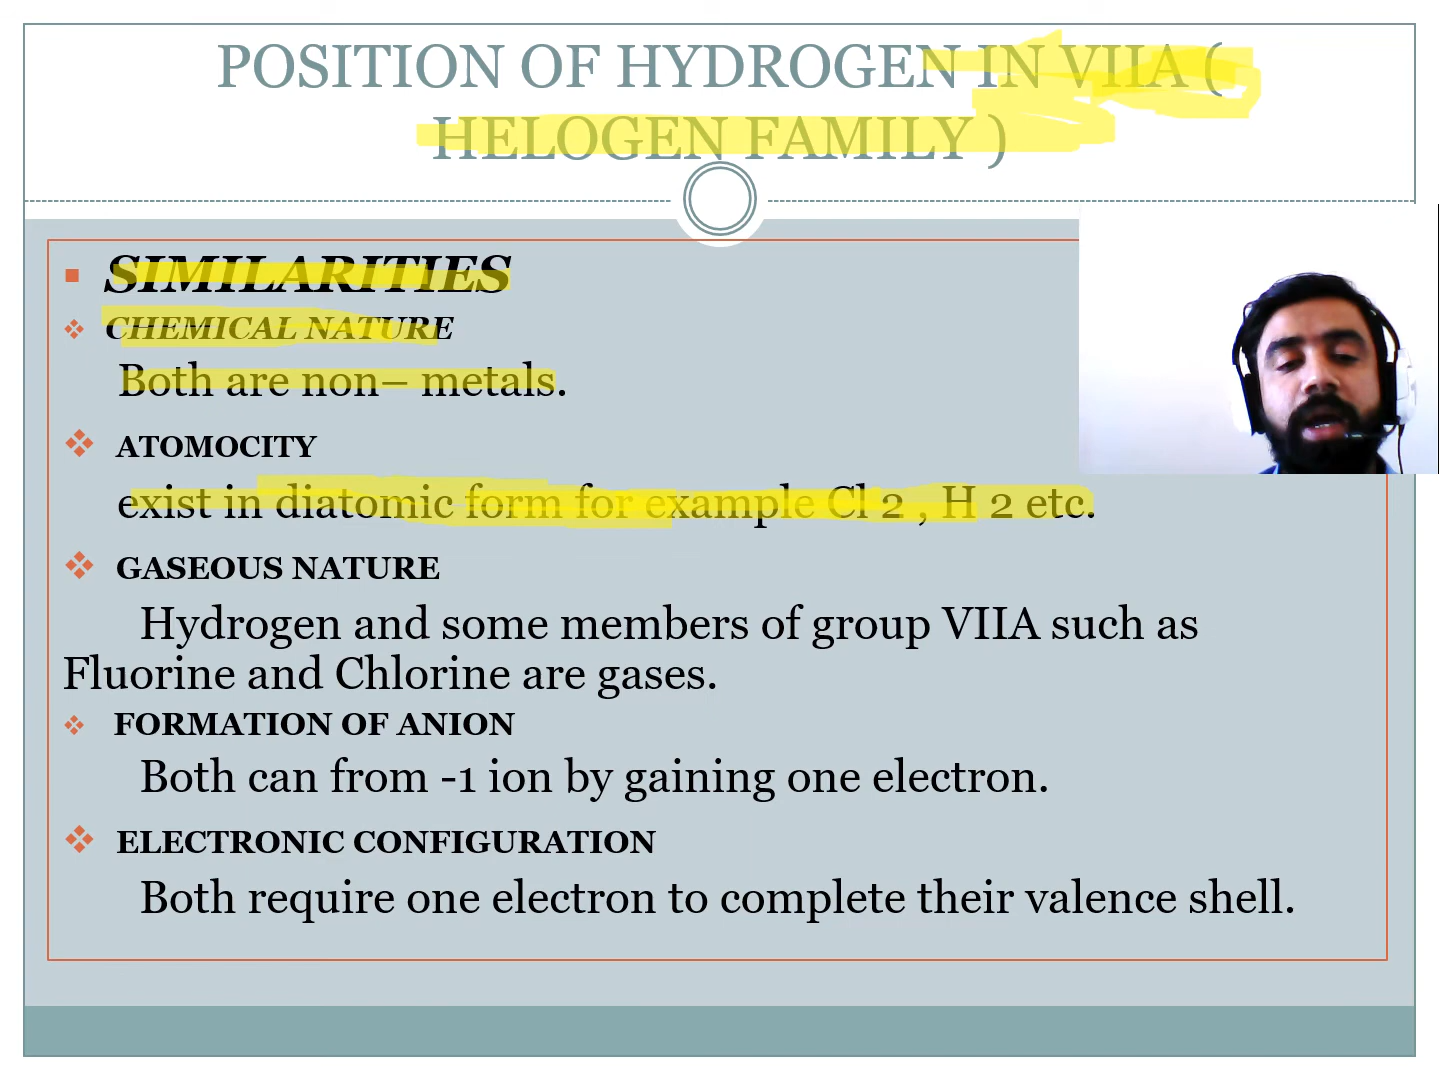 POSITION OF HYDROGEN IN VIIA (
HELOGEN FAMILY )
SIMILARITIES
CHEMICAL NATURE
Both are non– metals.
ATOMOCITY
exist in diatomic form for example Cl 2 , H 2 etc.
GASEOUS NATURE
Hydrogen and some members of group VIIA such as
Fluorine and Chlorine are gases.
FORMATION OF ANION
Both can from -1 ion by gaining one electron.
ELECTRONIC CONFIGURATION
Both require one electron to complete their valence shell.